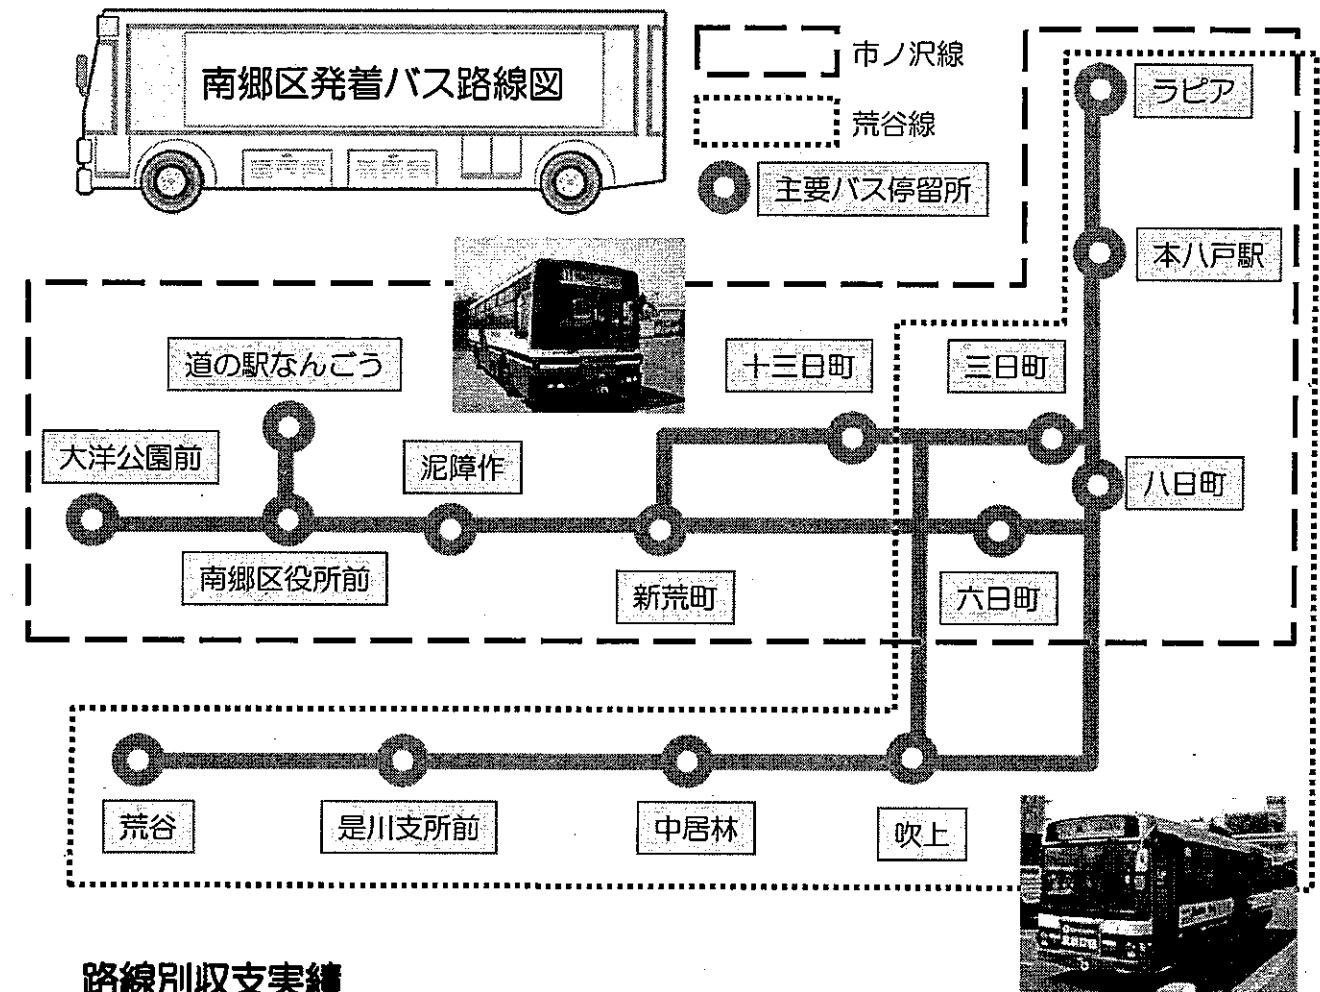 南郷区発着バス路線図
市ノ沢線
荒谷線
主要バス停留所
ラピア
本八戸駅
道の駅なんごう
十三日町
三日町
大洋公園前
泥障作
八日町
南郷区役所前
新荒町
六日町
荒谷
是川支所前
中居林
吹上
路線別収支実績